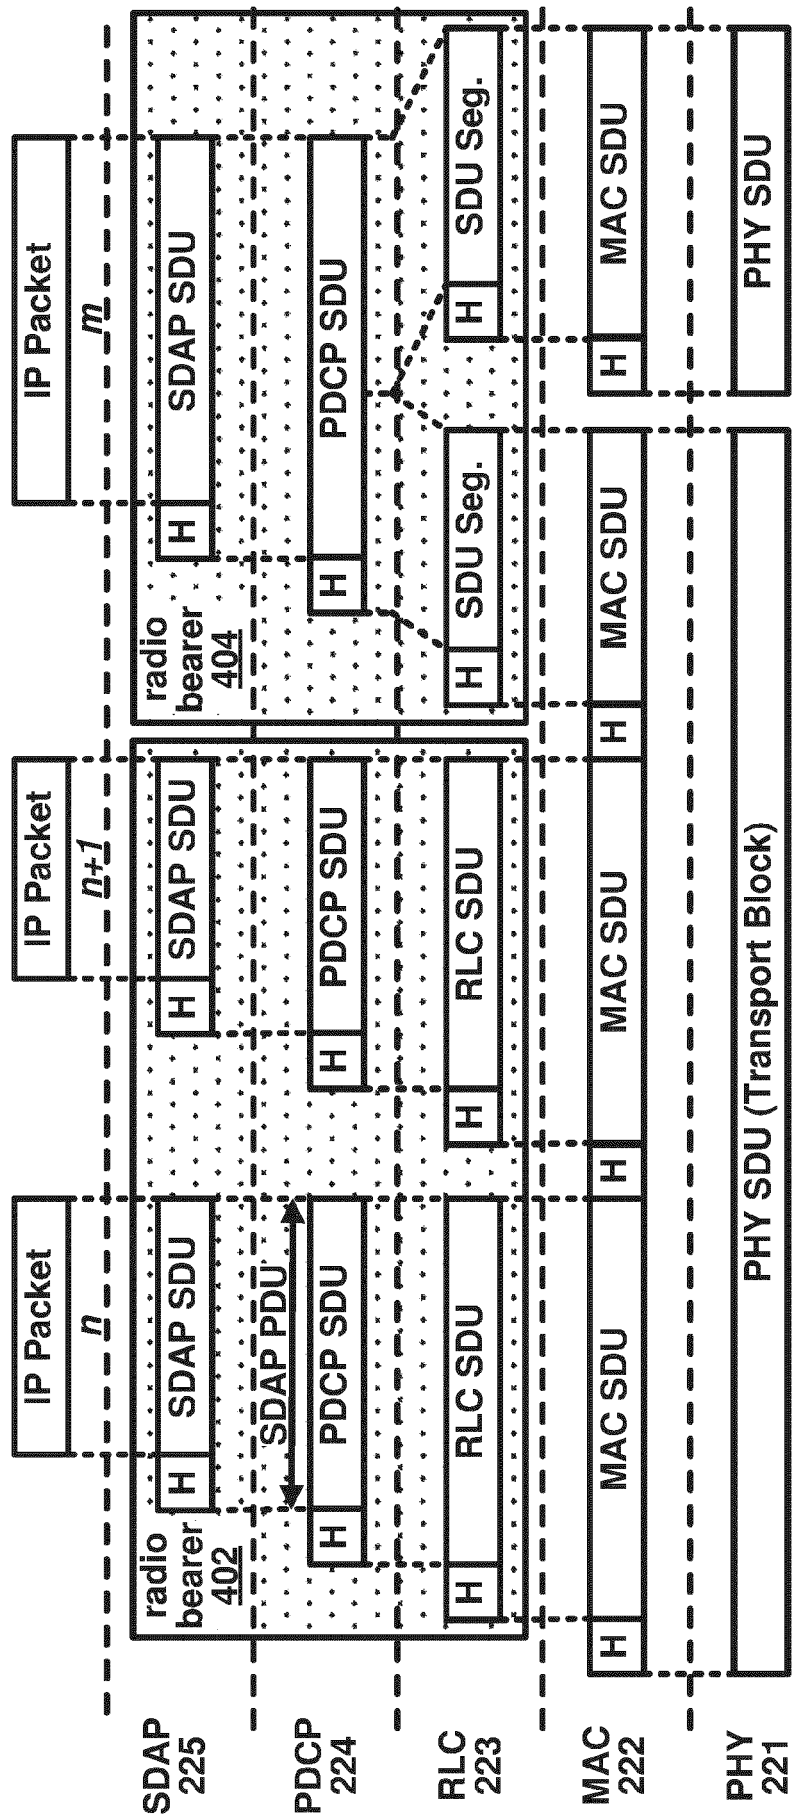 IP Packet
n
IP Packet
n+1
IP Packet
m
SDAP
225
radio
bearer
402
H
SDAP SDU
H
SDAP SDU
radio
bearer
404
H
SDAP SDU
SDAP PDU
PDCP
224
H
PDCP SDU
H
PDCP SDU
H
PDCP SDU
RLC
223
H
RLC SDU
H
RLC SDU
H
SDU Seg.
H
SDU Seg.
MAC
222
H
MAC SDU
H
MAC SDU
H
MAC SDU
H
MAC SDU
PHY
221
PHY SDU (Transport Block)
PHY SDU